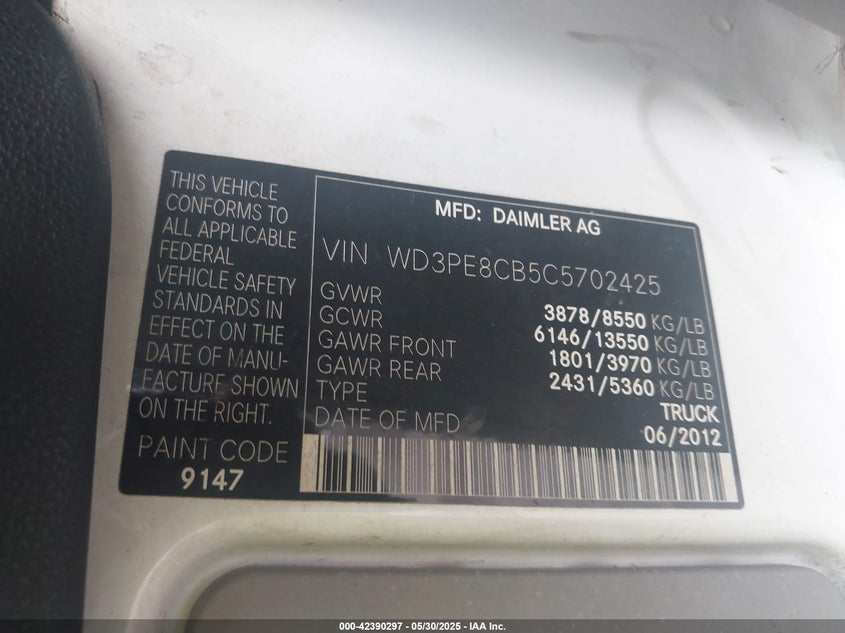 THIS VEHICLE
CONFORMS TO
ALL APPLICABLE
FEDERAL
VEHICLE SAFETY
STANDARDS IN
EFFECT ON THE
DATE OF MANU-
FACTURE SHOWN
ON THE RIGHT.
PAINT CODE
9147
MFD: DAIMLER AG
VIN WD3PE8CB5C5702425
GVWR 3878/8550 KG/LB
GCWR 6146/13550 KG/LB
GAWR FRONT 1801/3970 KG/LB
GAWR REAR 2431/5360 KG/LB
TYPE TRUCK
DATE OF MFD 06/2012
000-42390297 - 05/30/2025 - IAA Inc.